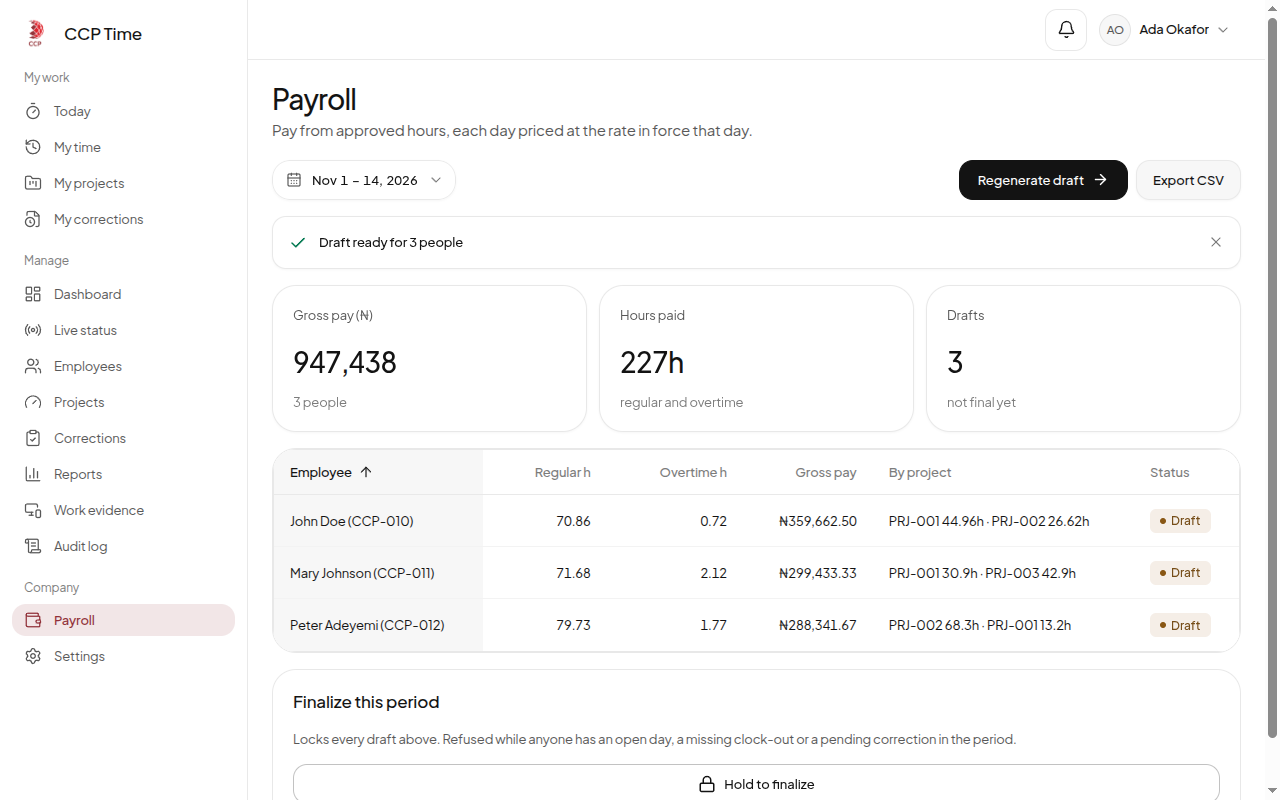 CCP
CCP Time
My work
Today
My time
My projects
My corrections
Manage
Dashboard
Live status
Employees
Projects
Corrections
Reports
Work evidence
Audit log
Company
Payroll
Settings
AO
Ada Okafor
Payroll
Pay from approved hours, each day priced at the rate in force that day.
Nov 1 – 14, 2026
Regenerate draft
Export CSV
Draft ready for 3 people
Gross pay (₦)
947,438
3 people
Hours paid
227h
regular and overtime
Drafts
3
not final yet
Employee Regular h Overtime h Gross pay By project Status
John Doe (CCP-010) 70.86 0.72 ₦359,662.50 PRJ-001 44.96h · PRJ-002 26.62h Draft
Mary Johnson (CCP-011) 71.68 2.12 ₦299,433.33 PRJ-001 30.9h · PRJ-003 42.9h Draft
Peter Adeyemi (CCP-012) 79.73 1.77 ₦288,341.67 PRJ-002 68.3h · PRJ-001 13.2h Draft
Finalize this period
Locks every draft above. Refused while anyone has an open day, a missing clock-out or a pending correction in the period.
Hold to finalize